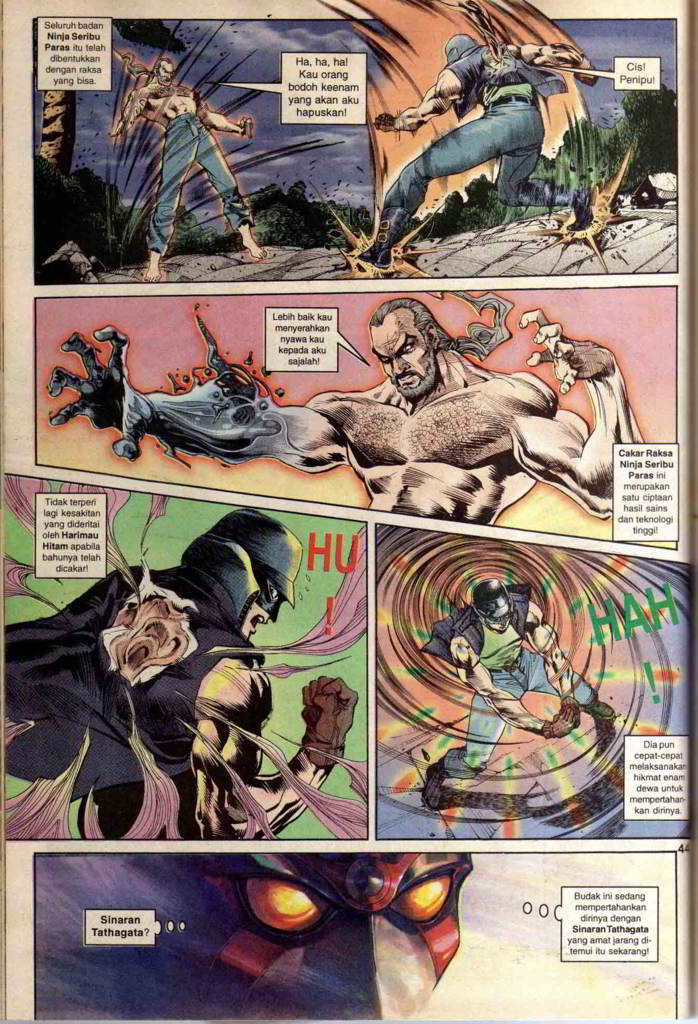 Seluruh badan
Ninja Seribu
Paras itu telah
dibentukkan
dengan raksa
yang bisa.
Ha, ha, ha!
Kau orang
bodoh keenam
yang akan aku
hapuskan!
Cis!
Penipu!
Lebih baik kau
menyerahkan
nyawa kau
kepada aku
sajalah!
Cakar Raksa
Ninja Seribu
Paras ini
merupakan
satu ciptaan
hasil sains
dan teknologi
tinggi!
Tidak terperi
lagi kesakitan
yang dideritai
oleh Harimau
Hitam apabila
bahunya telah
dicakar!
HU
!
HAH
!
Dia pun
cepat-cepat
melaksanakan
hikmat enam
dewa untuk
mempertahan-
kan dirinya.
44
Sinaran
Tathagata?
Budak ini sedang
mempertahankan
dirinya dengan
Sinaran Tathagata
yang amat jarang di-
temui itu sekarang!